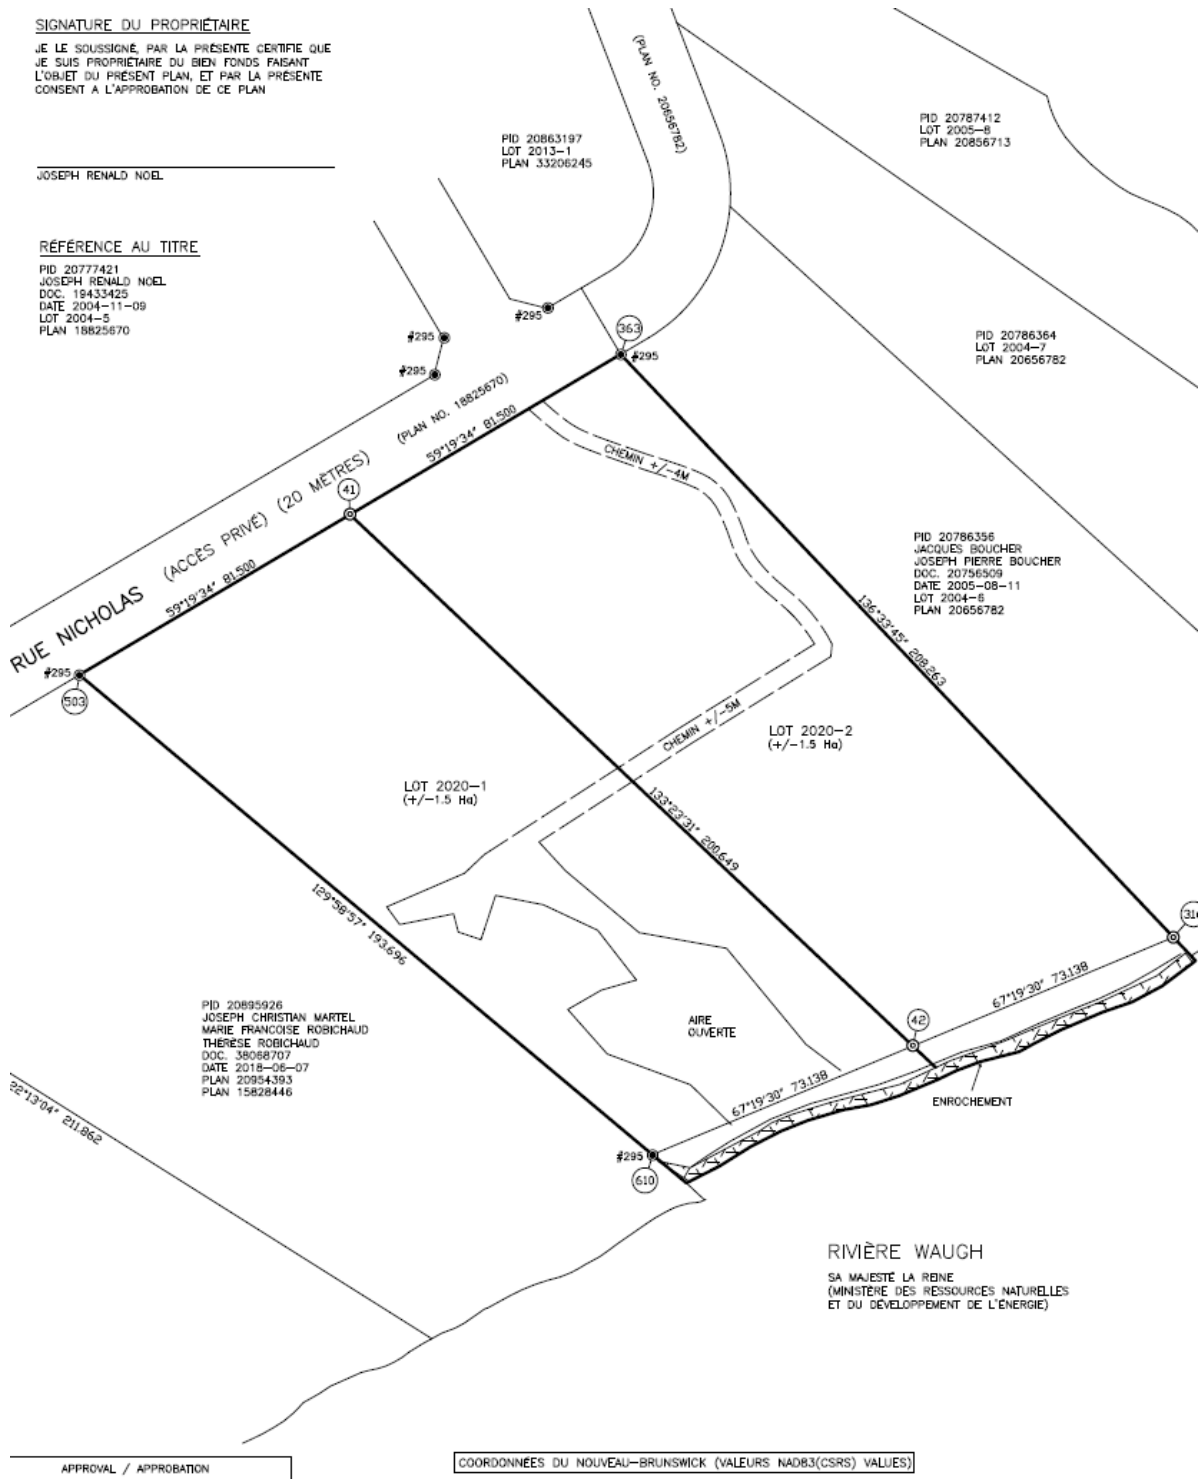 SIGNATURE DU PROPRIÉTAIRE
JE LE SOUSSIGNÉ, PAR LA PRÉSENTE CERTIFIE QUE
JE SUIS PROPRIÉTAIRE DU BIEN FONDS FAISANT
L'OBJET DU PRÉSENT PLAN, ET PAR LA PRÉSENTE
CONSENT A L'APPROBATION DE CE PLAN
JOSEPH RENALD NOEL
RÉFÉRENCE AU TITRE
PID 20777421
JOSEPH RENALD NOEL
DOC. 19433425
DATE 2004-11-09
LOT 2004-5
PLAN 18825670
PID 20863197
LOT 2013-1
PLAN 33206245
(PLAN NO. 20656782)
PID 20787412
LOT 2005-8
PLAN 20856713
PID 20786364
LOT 2004-7
PLAN 20656782
#295
#295
#295
363
#295
(PLAN NO. 18825670)
59°19'34" 81.500
41
RUE NICHOLAS (ACCÈS PRIVÉ) (20 MÈTRES)
59°19'34" 81.500
#295
503
CHEMIN +/-4M
PID 20786356
JACQUES BOUCHER
JOSEPH PIERRE BOUCHER
DOC. 20756509
DATE 2005-08-11
LOT 2004-6
PLAN 20656782
136°33'45" 208.263
CHEMIN +/-5M
LOT 2020-2
(+/-1.5 Ha)
LOT 2020-1
(+/-1.5 Ha)
133°23'31" 200.649
129°58'57" 193.696
67°19'30" 73.138
42
AIRE
OUVERTE
67°19'30" 73.138
ENROCHEMENT
#295
610
PID 20895926
JOSEPH CHRISTIAN MARTEL
MARIE FRANCOISE ROBICHAUD
THÉRÈSE ROBICHAUD
DOC. 38068707
DATE 2018-06-07
PLAN 20954393
PLAN 15828446
22°13'04" 211.862
RIVIÈRE WAUGH
SA MAJESTÉ LA REINE
(MINISTÈRE DES RESSOURCES NATURELLES
ET DU DÉVELOPPEMENT DE L'ÉNERGIE)
APPROVAL / APPROBATION
COORDONNÉES DU NOUVEAU-BRUNSWICK (VALEURS NAD83(CSRS) VALUES)